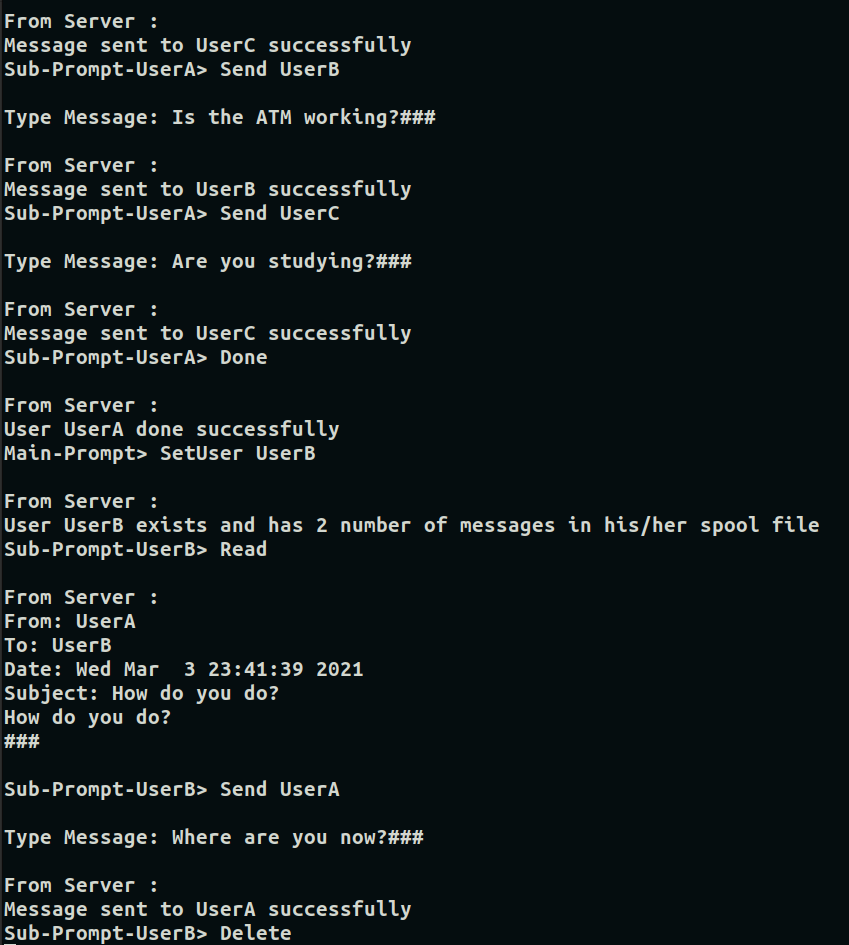 From Server :
Message sent to UserC successfully
Sub-Prompt-UserA> Send UserB
Type Message: Is the ATM working?###
From Server :
Message sent to UserB successfully
Sub-Prompt-UserA> Send UserC
Type Message: Are you studying?###
From Server :
Message sent to UserC successfully
Sub-Prompt-UserA> Done
From Server :
User UserA done successfully
Main-Prompt> SetUser UserB
From Server :
User UserB exists and has 2 number of messages in his/her spool file
Sub-Prompt-UserB> Read
From Server :
From: UserA
To: UserB
Date: Wed Mar  3 23:41:39 2021
Subject: How do you do?
How do you do?
###
Sub-Prompt-UserB> Send UserA
Type Message: Where are you now?###
From Server :
Message sent to UserA successfully
Sub-Prompt-UserB> Delete